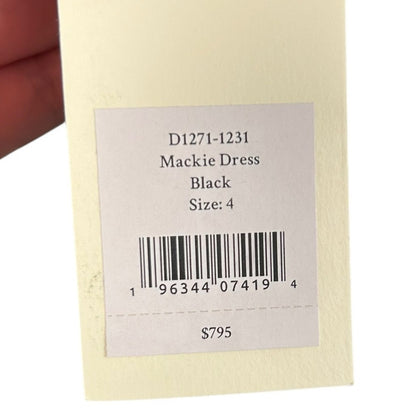 D1271-1231
Mackie Dress
Black
Size: 4
1 96344 07419 4
$795